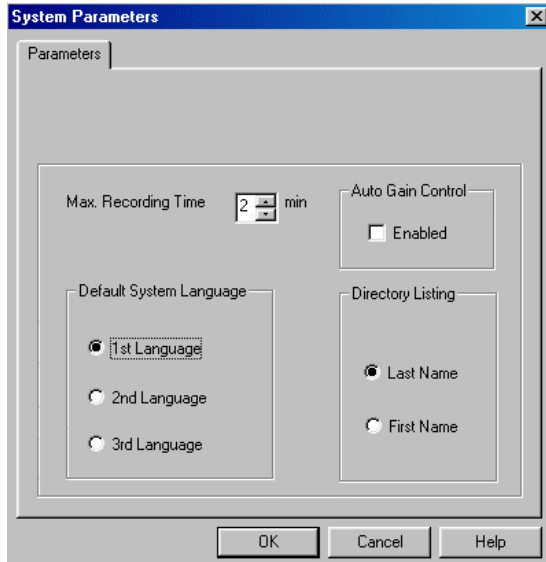 System Parameters
Parameters
Max. Recording Time 2 min
Auto Gain Control
Enabled
Default System Language
1st Language
2nd Language
3rd Language
Directory Listing
Last Name
First Name
OK Cancel Help